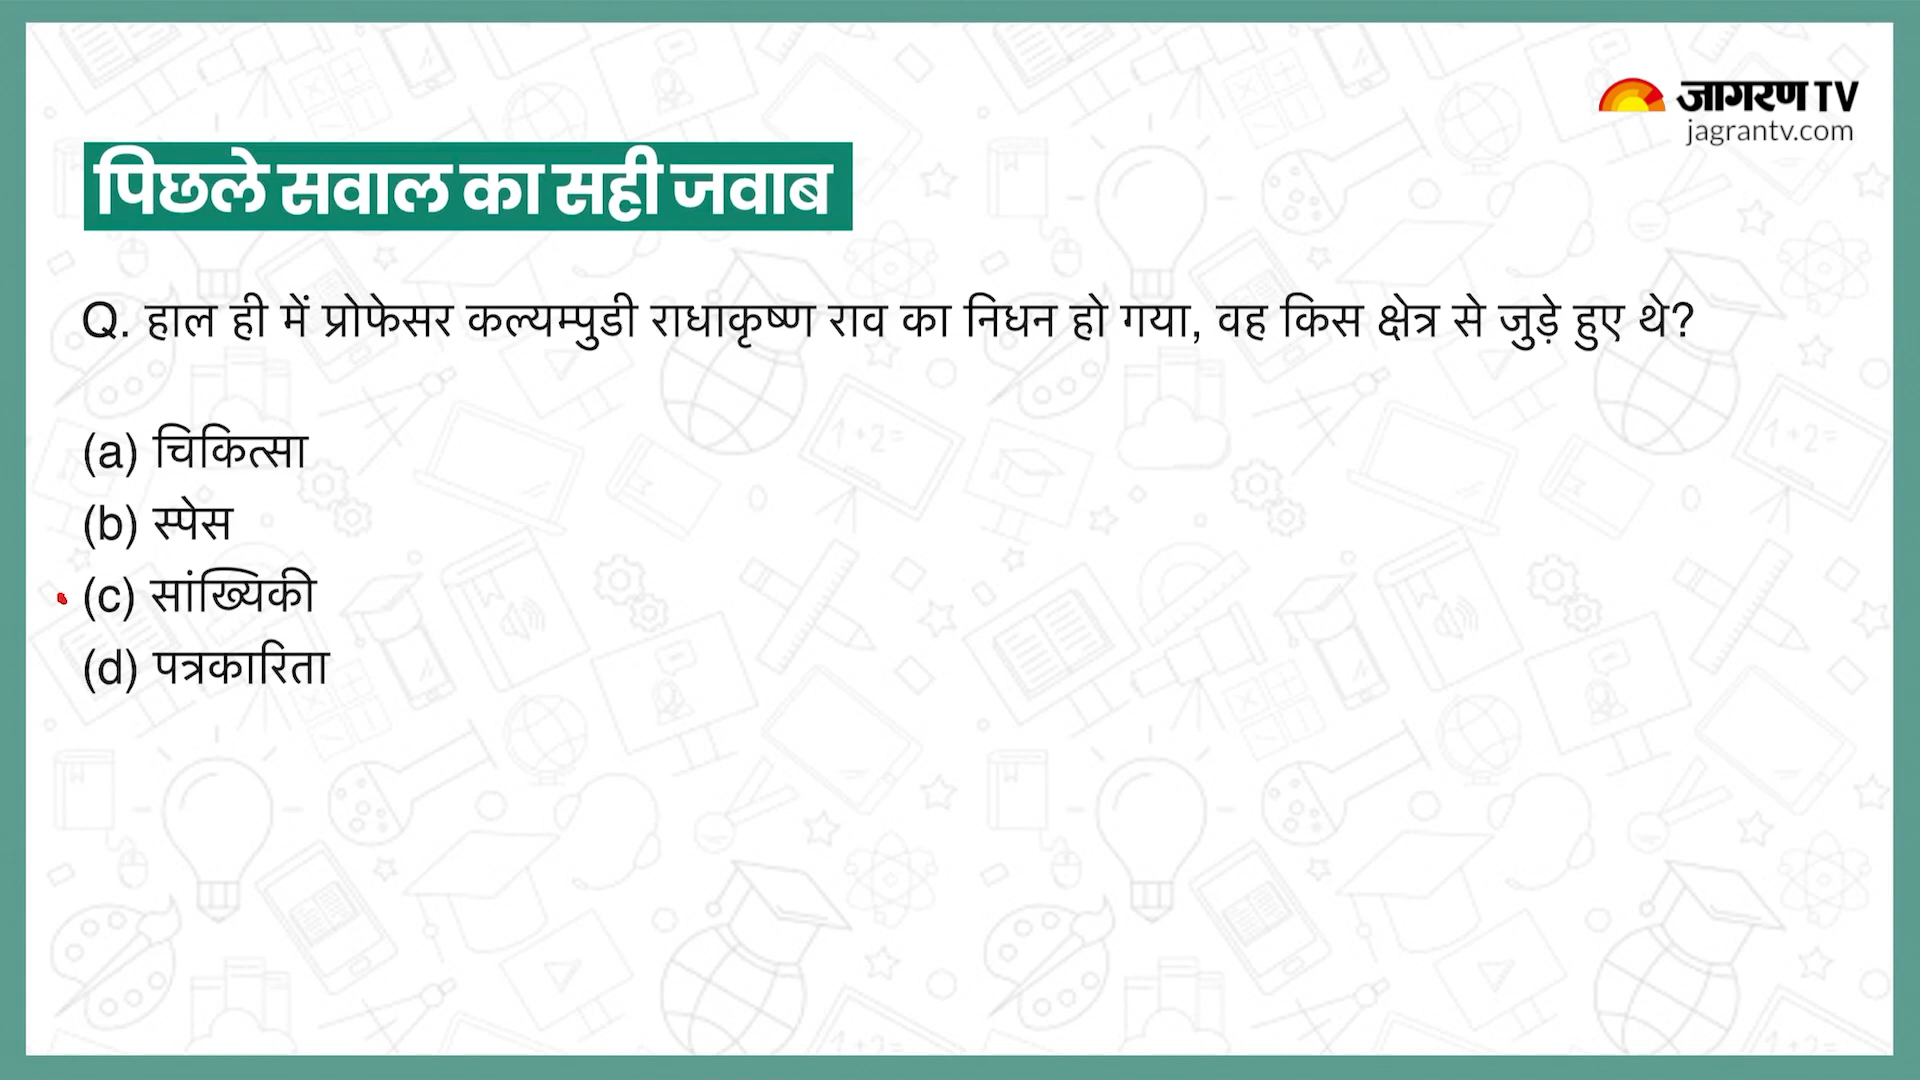 जागरण TV
jagrantv.com
पिछले सवाल का सही जवाब
Q. हाल ही में प्रोफेसर कल्यम्पुडी राधाकृष्ण राव का निधन हो गया, वह किस क्षेत्र से जुड़े हुए थे?
(a) चिकित्सा
(b) स्पेस
(c) सांख्यिकी
(d) पत्रकारिता